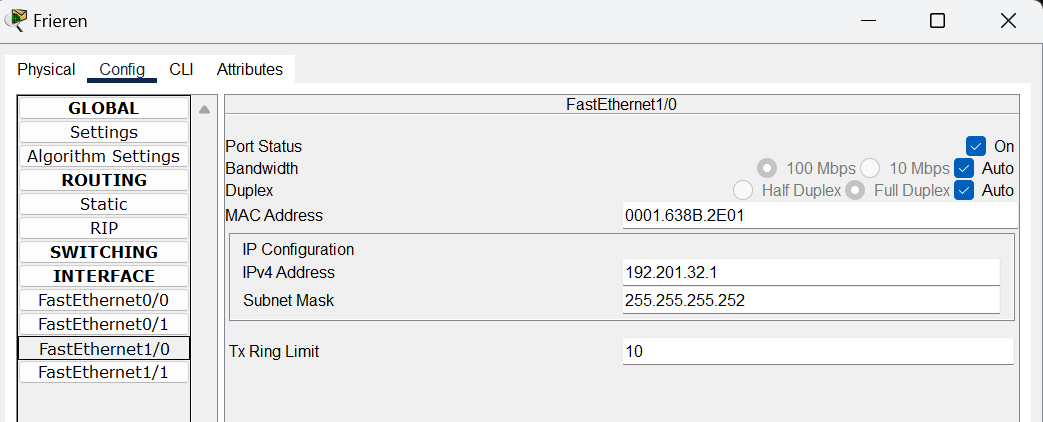 Frieren
Physical Config CLI Attributes
GLOBAL
Settings
Algorithm Settings
ROUTING
Static
RIP
SWITCHING
INTERFACE
FastEthernet0/0
FastEthernet0/1
FastEthernet1/0
FastEthernet1/1
FastEthernet1/0
Port Status On
Bandwidth 100 Mbps 10 Mbps Auto
Duplex Half Duplex Full Duplex Auto
MAC Address 0001.638B.2E01
IP Configuration
IPv4 Address 192.201.32.1
Subnet Mask 255.255.255.252
Tx Ring Limit 10